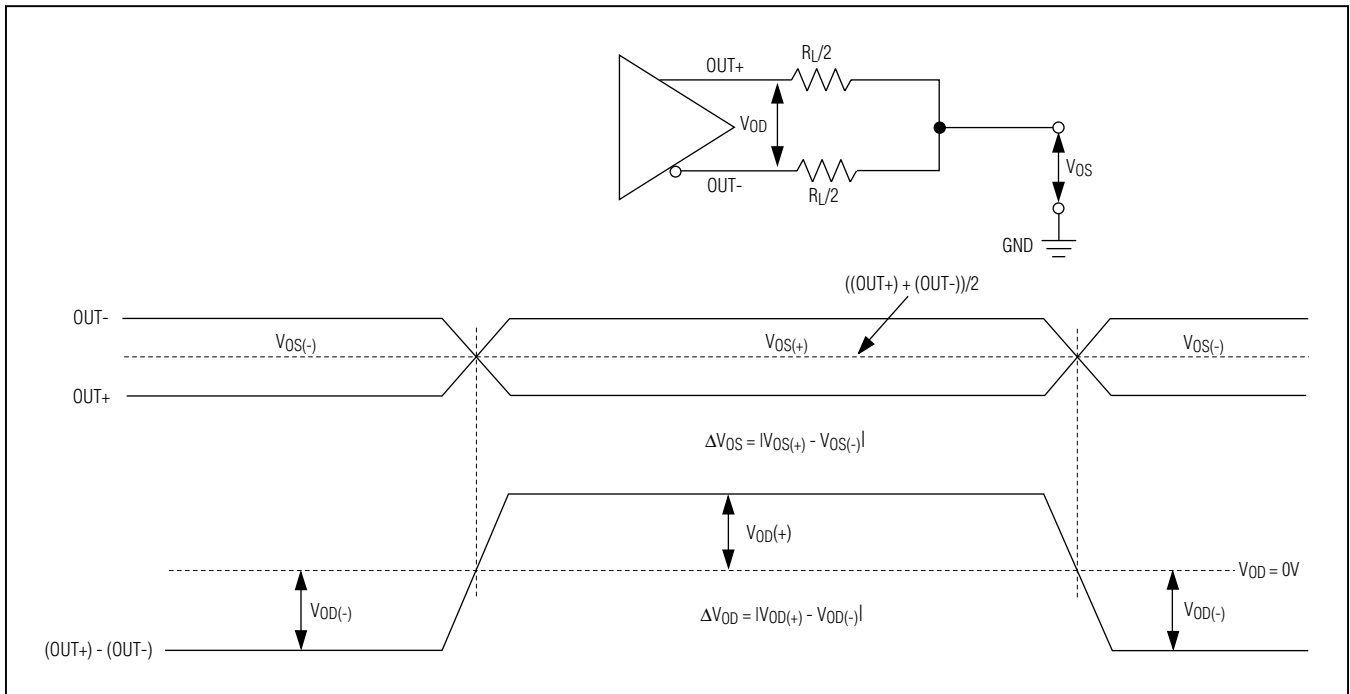 OUT+
RL/2
VOD
OUT-
RL/2
VOS
GND
((OUT+) + (OUT-))/2
OUT-
VOS(-)
VOS(+)
VOS(-)
OUT+
ΔVOS = |VOS(+) - VOS(-)|
VOD(+)
VOD = 0V
VOD(-)
ΔVOD = |VOD(+) - VOD(-)|
VOD(-)
(OUT+) - (OUT-)